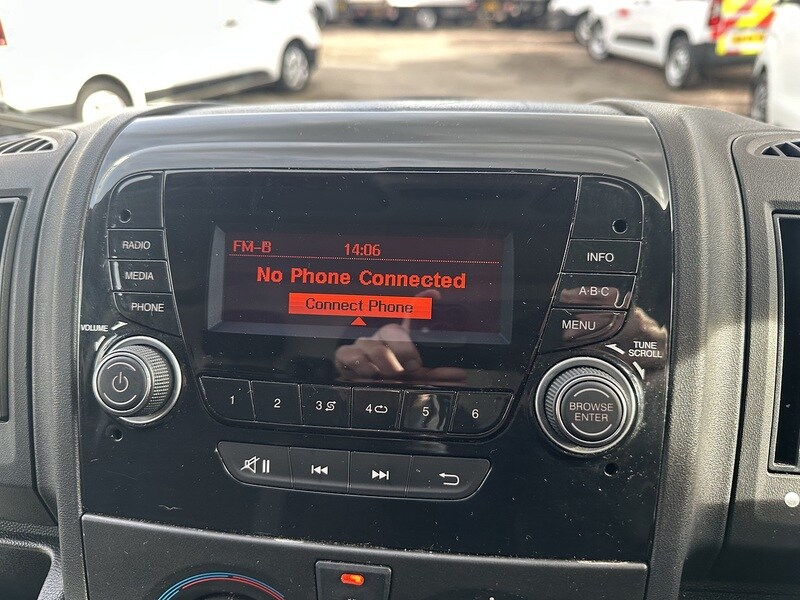 FM-B 14:06
No Phone Connected
Connect Phone
RADIO
MEDIA
PHONE
VOLUME
INFO
A·B·C
MENU
TUNE
SCROLL
BROWSE
ENTER
1 2 3 4 5 6